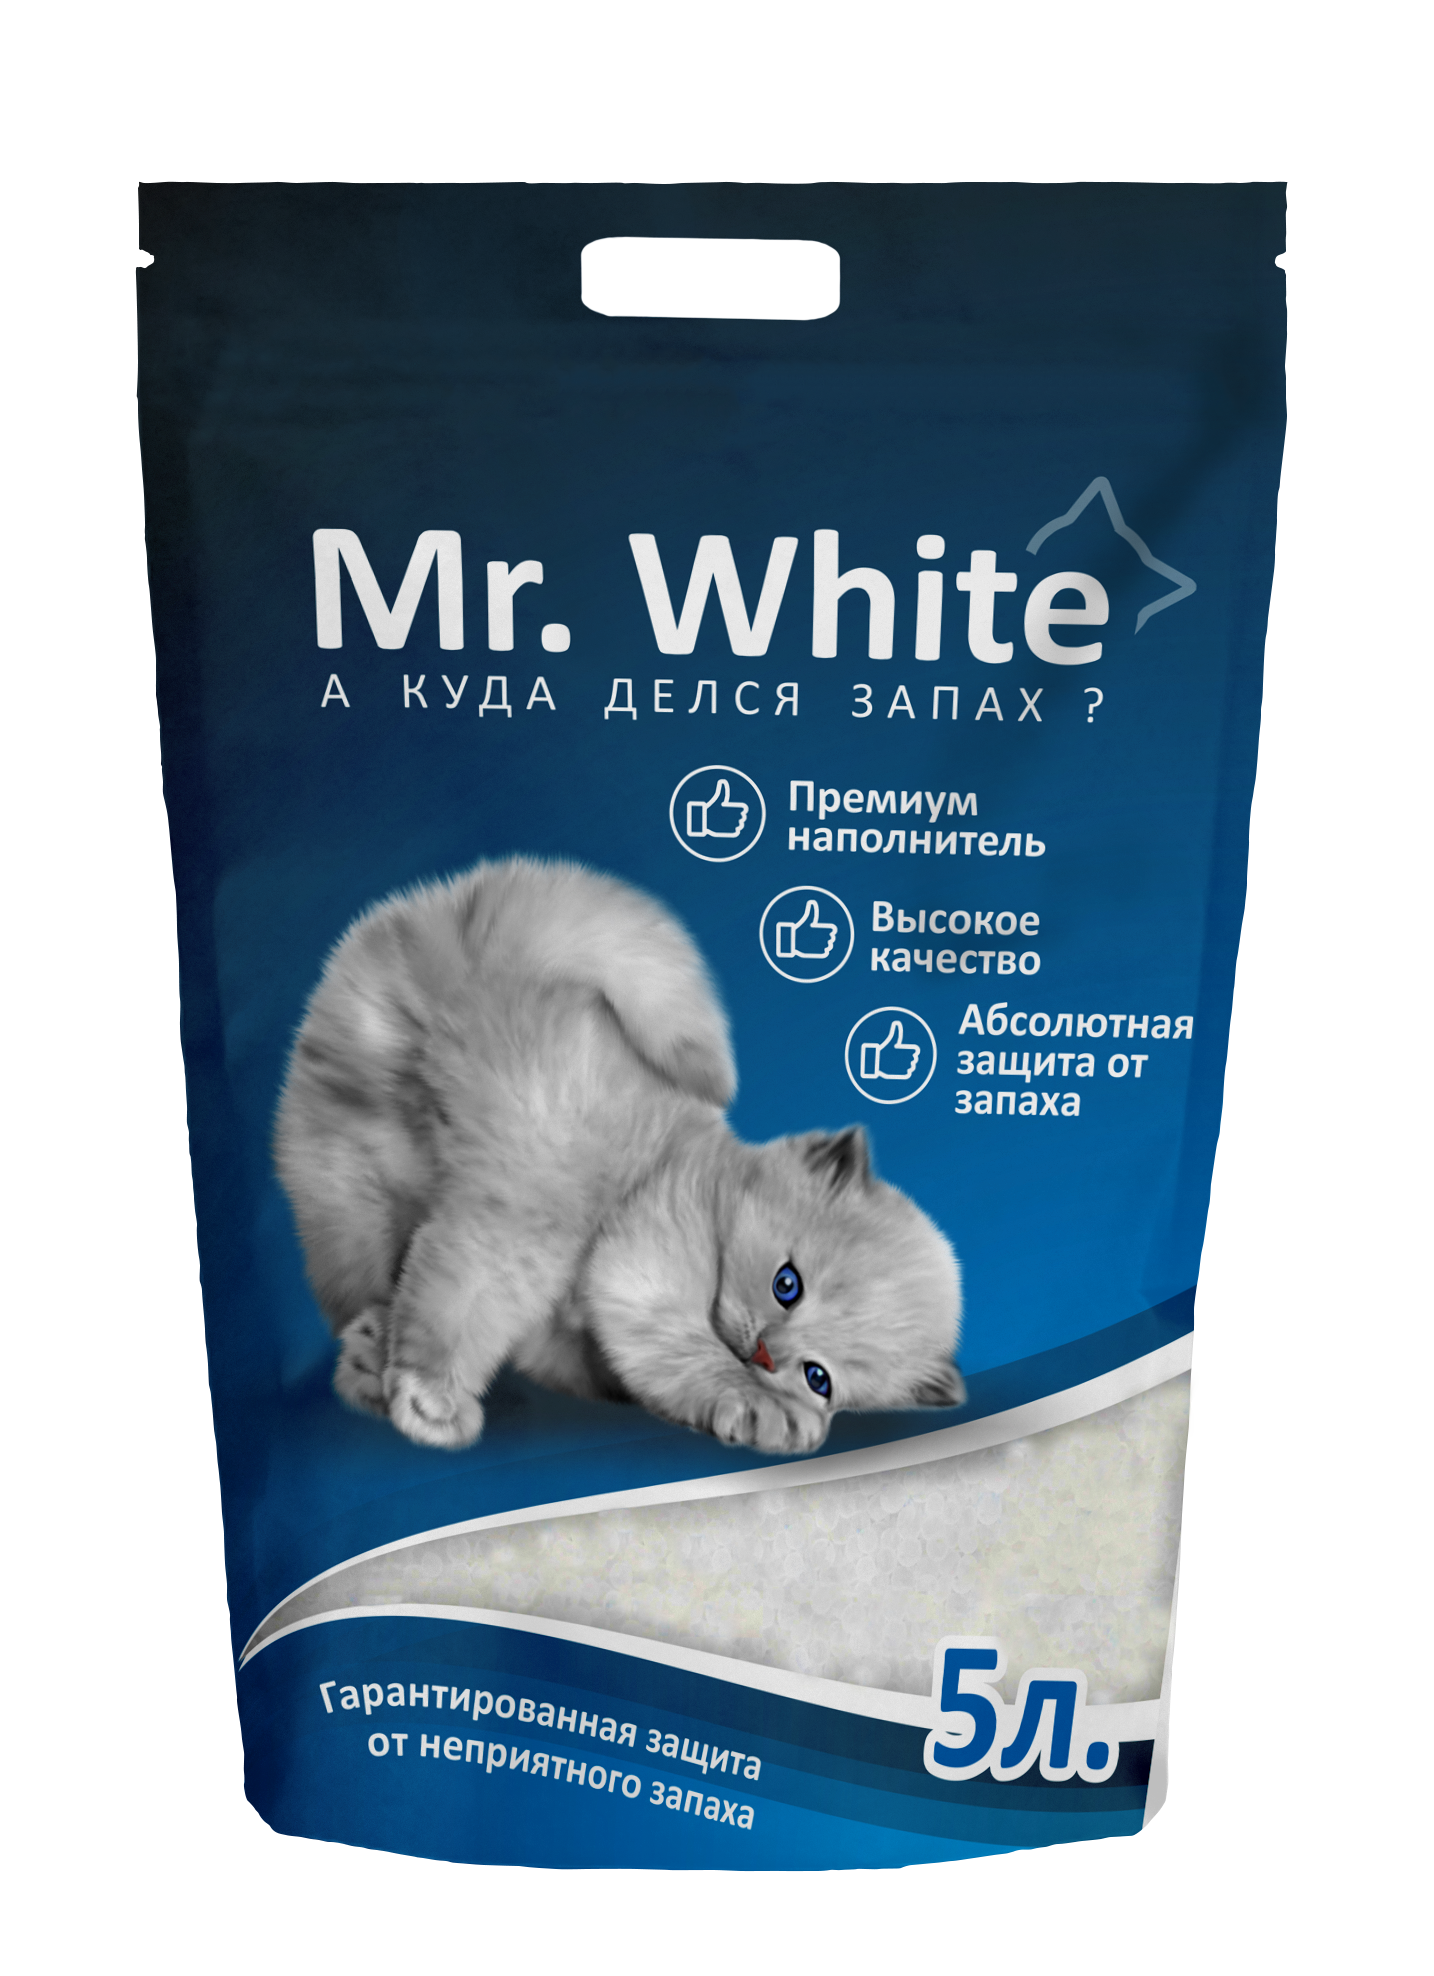 Mr. White
А КУДА ДЕЛСЯ ЗАПАХ ?
Премиум
наполнитель
Высокое
качество
Абсолютная
защита от
запаха
5л.
Гарантированная защита
от неприятного запаха